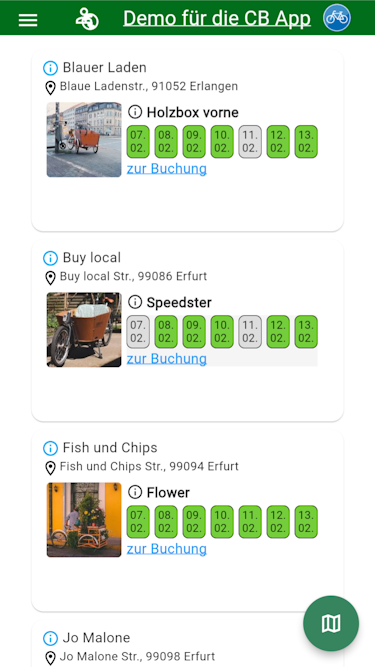 Demo für die CB App
Blauer Laden
Blaue Ladenstr., 91052 Erlangen
Holzbox vorne
07. 08. 09. 10. 11. 12. 13.
02. 02. 02. 02. 02. 02. 02.
zur Buchung
Buy local
Buy local Str., 99086 Erfurt
Speedster
07. 08. 09. 10. 11. 12. 13.
02. 02. 02. 02. 02. 02. 02.
zur Buchung
Fish und Chips
Fish und Chips Str., 99094 Erfurt
Flower
07. 08. 09. 10. 11. 12. 13.
02. 02. 02. 02. 02. 02. 02.
zur Buchung
Jo Malone
Jo Malone Str., 99098 Erfurt